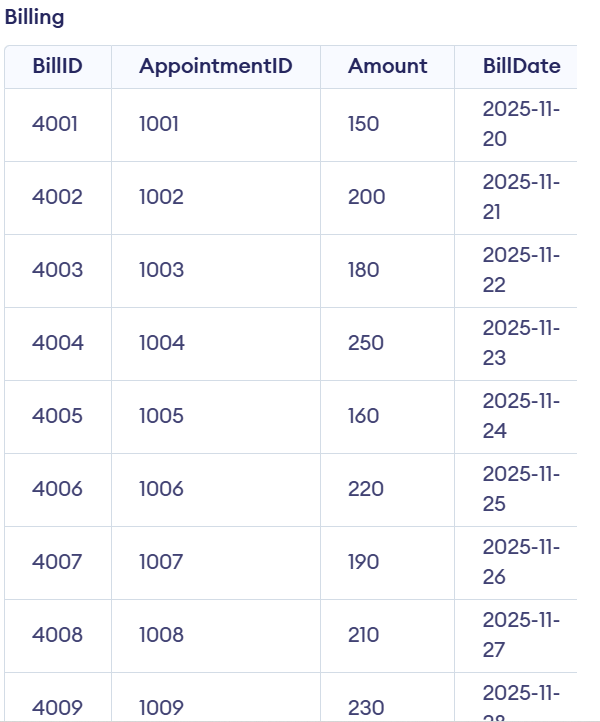 Billing
BillID AppointmentID Amount BillDate
4001 1001 150 2025-11-
20
4002 1002 200 2025-11-
21
4003 1003 180 2025-11-
22
4004 1004 250 2025-11-
23
4005 1005 160 2025-11-
24
4006 1006 220 2025-11-
25
4007 1007 190 2025-11-
26
4008 1008 210 2025-11-
27
4009 1009 230 2025-11-
28